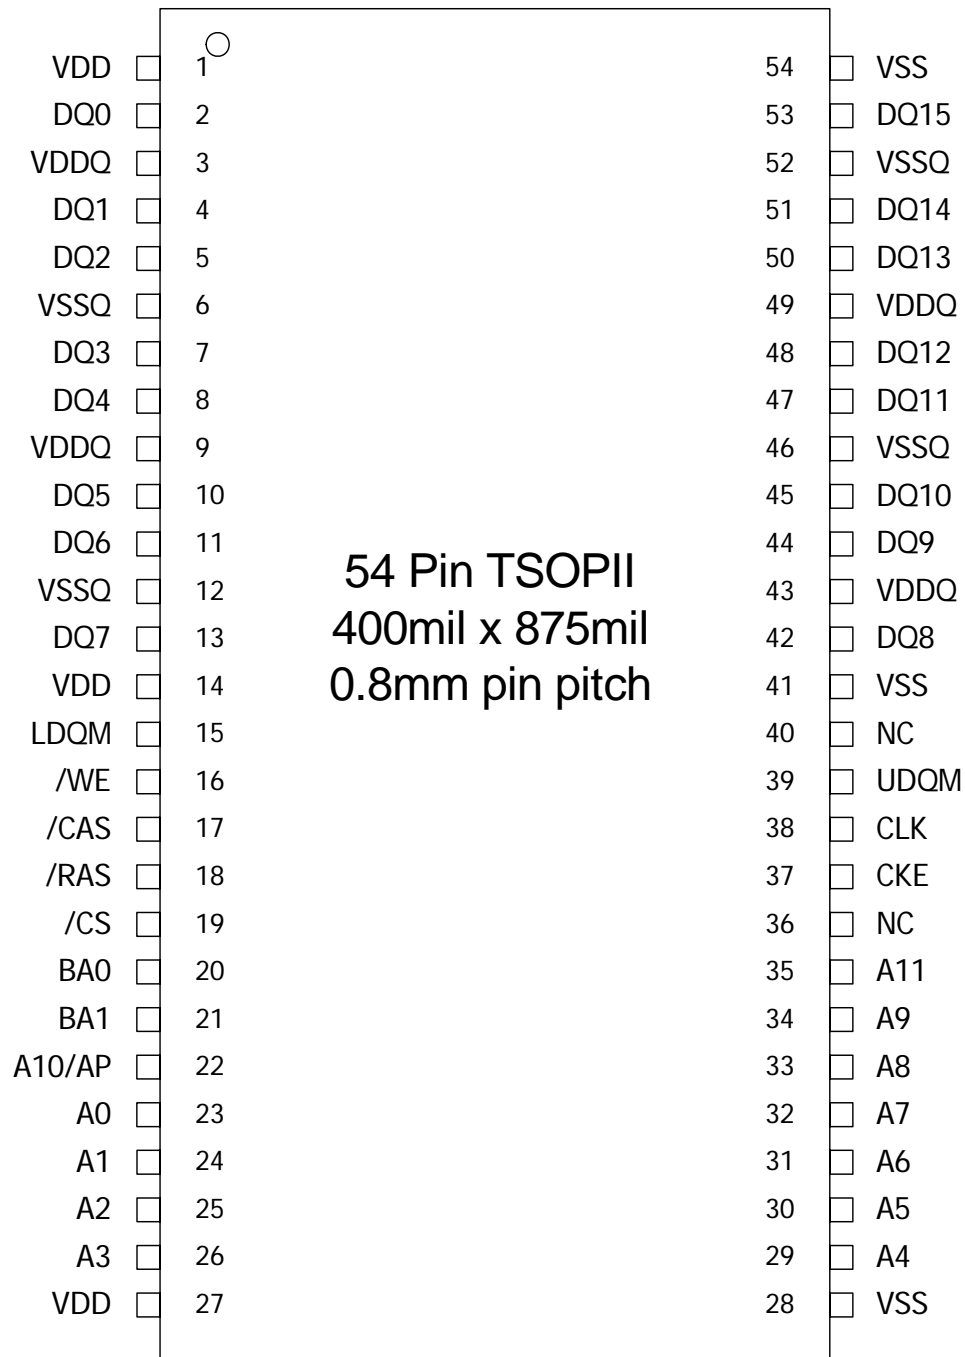 VDD 1 54 VSS
DQ0 2 53 DQ15
VDDQ 3 52 VSSQ
DQ1 4 51 DQ14
DQ2 5 50 DQ13
VSSQ 6 49 VDDQ
DQ3 7 48 DQ12
DQ4 8 47 DQ11
VDDQ 9 46 VSSQ
DQ5 10 45 DQ10
DQ6 11 44 DQ9
54 Pin TSOPII
VSSQ 12 43 VDDQ
400mil x 875mil
DQ7 13 42 DQ8
0.8mm pin pitch
VDD 14 41 VSS
LDQM 15 40 NC
/WE 16 39 UDQM
/CAS 17 38 CLK
/RAS 18 37 CKE
/CS 19 36 NC
BA0 20 35 A11
BA1 21 34 A9
A10/AP 22 33 A8
A0 23 32 A7
A1 24 31 A6
A2 25 30 A5
A3 26 29 A4
VDD 27 28 VSS